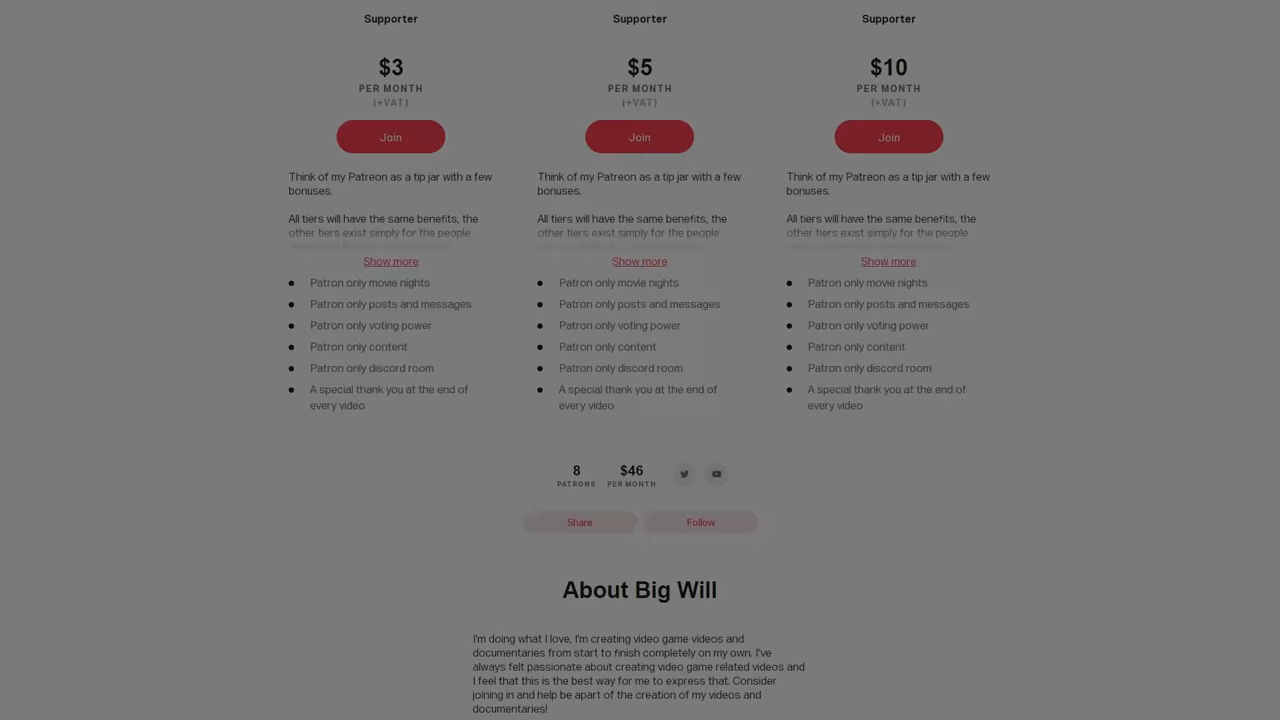 Supporter
Supporter
Supporter
$3
PER MONTH
(+VAT)
Join
Think of my Patreon as a tip jar with a few
bonuses.
All tiers will have the same benefits, the
other tiers exist simply for the people
Show more
Patron only movie nights
Patron only posts and messages
Patron only voting power
Patron only content
Patron only discord room
A special thank you at the end of
every video
$5
PER MONTH
(+VAT)
Join
Think of my Patreon as a tip jar with a few
bonuses.
All tiers will have the same benefits, the
other tiers exist simply for the people
Show more
Patron only movie nights
Patron only posts and messages
Patron only voting power
Patron only content
Patron only discord room
A special thank you at the end of
every video
$10
PER MONTH
(+VAT)
Join
Think of my Patreon as a tip jar with a few
bonuses.
All tiers will have the same benefits, the
other tiers exist simply for the people
Show more
Patron only movie nights
Patron only posts and messages
Patron only voting power
Patron only content
Patron only discord room
A special thank you at the end of
every video
8
PATRONS
$46
PER MONTH
Share
Follow
About Big Will
I'm doing what I love, I'm creating video game videos and
documentaries from start to finish completely on my own. I've
always felt passionate about creating video game related videos and
I feel that this is the best way for me to express that. Consider
joining in and help be apart of the creation of my videos and
documentaries!